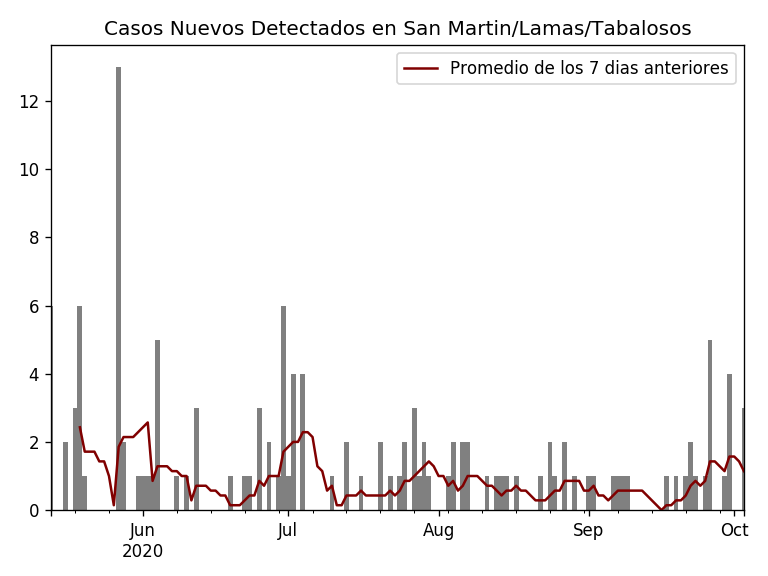 Casos Nuevos Detectados en San Martin/Lamas/Tabalosos
Promedio de los 7 dias anteriores
12
10
8
6
4
2
0
Jun
2020
Jul
Aug
Sep
Oct